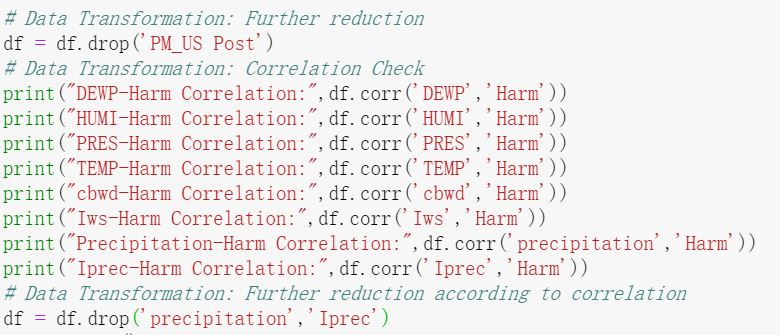 # Data Transformation: Further reduction
df = df.drop('PM_US Post')
# Data Transformation: Correlation Check
print("DEWP-Harm Correlation:",df.corr('DEWP','Harm'))
print("HUMI-Harm Correlation:",df.corr('HUMI','Harm'))
print("PRES-Harm Correlation:",df.corr('PRES','Harm'))
print("TEMP-Harm Correlation:",df.corr('TEMP','Harm'))
print("cbwd-Harm Correlation:",df.corr('cbwd','Harm'))
print("Iws-Harm Correlation:",df.corr('Iws','Harm'))
print("Precipitation-Harm Correlation:",df.corr('precipitation','Harm'))
print("Iprec-Harm Correlation:",df.corr('Iprec','Harm'))
# Data Transformation: Further reduction according to correlation
df = df.drop('precipitation','Iprec')